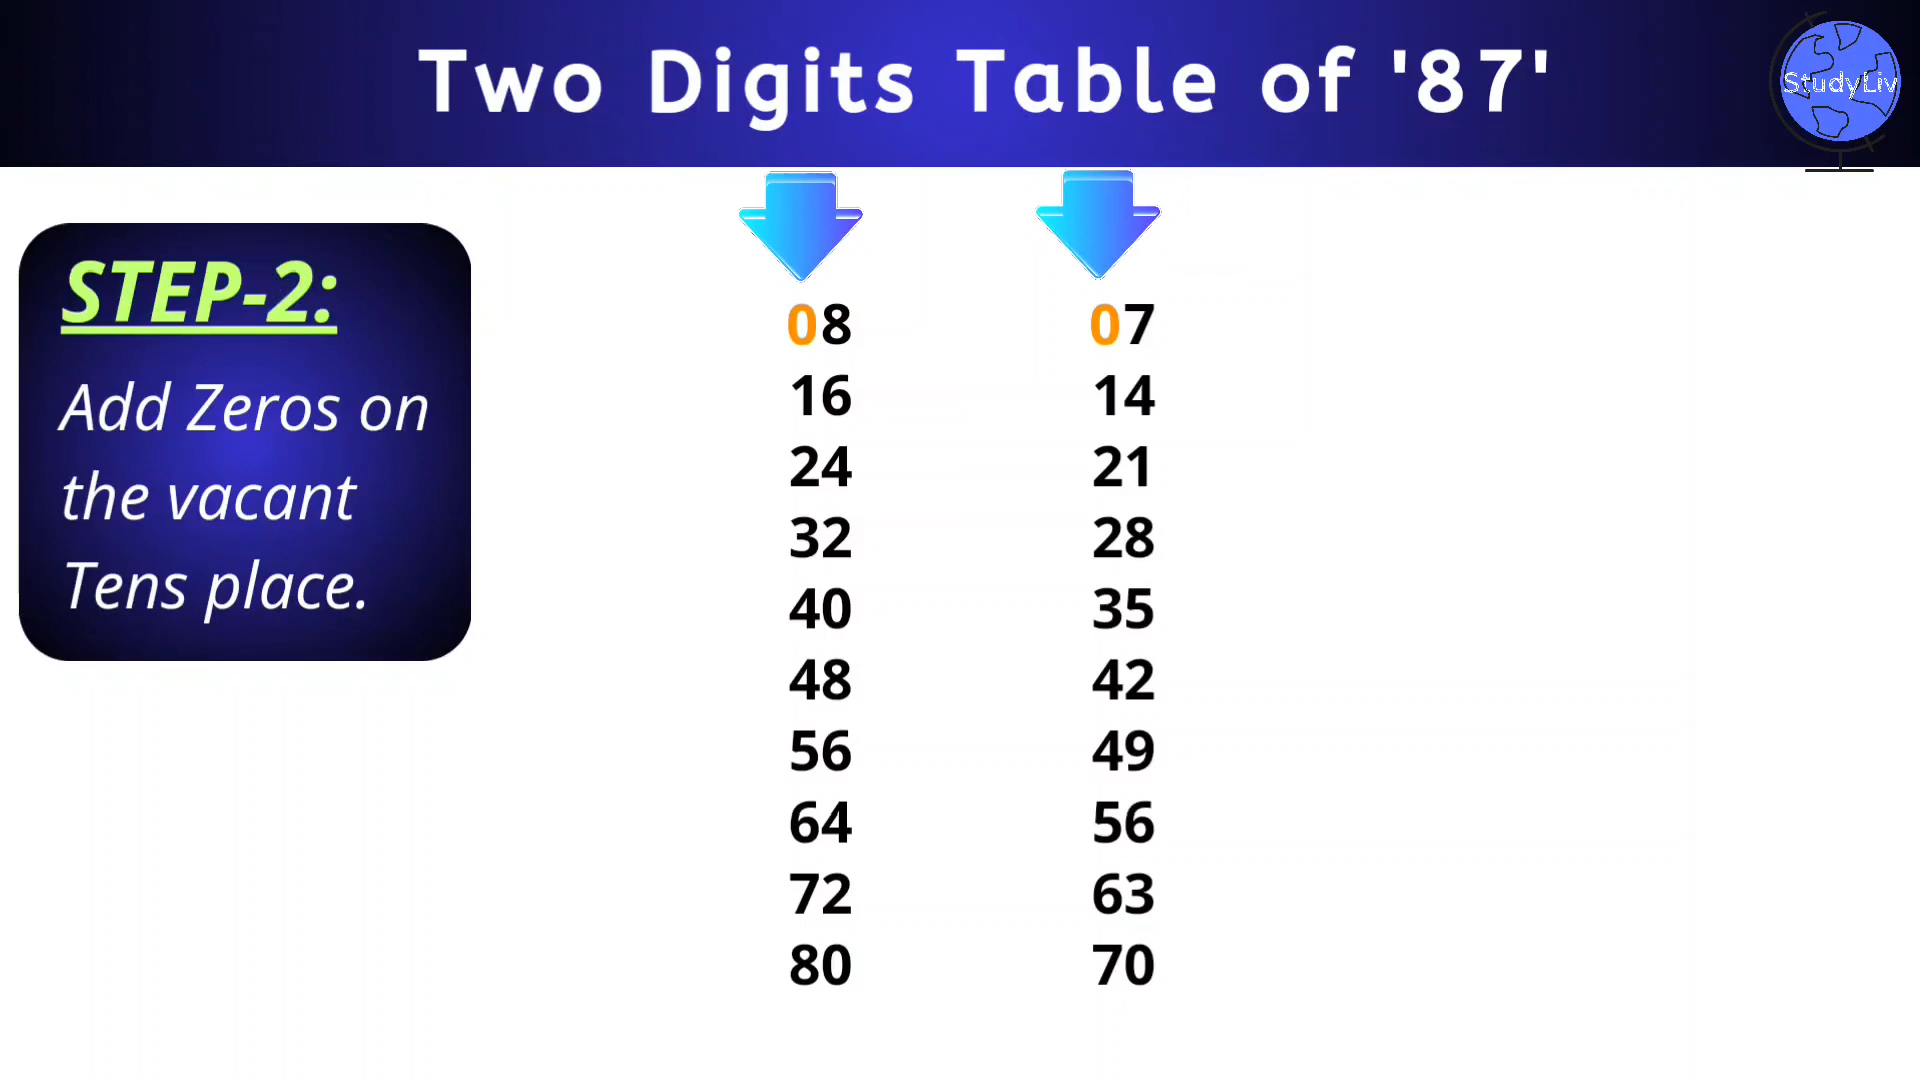 Two Digits Table of '87'
StudyLiv
STEP-2:
Add Zeros on
the vacant
Tens place.
08 07
16 14
24 21
32 28
40 35
48 42
56 49
64 56
72 63
80 70